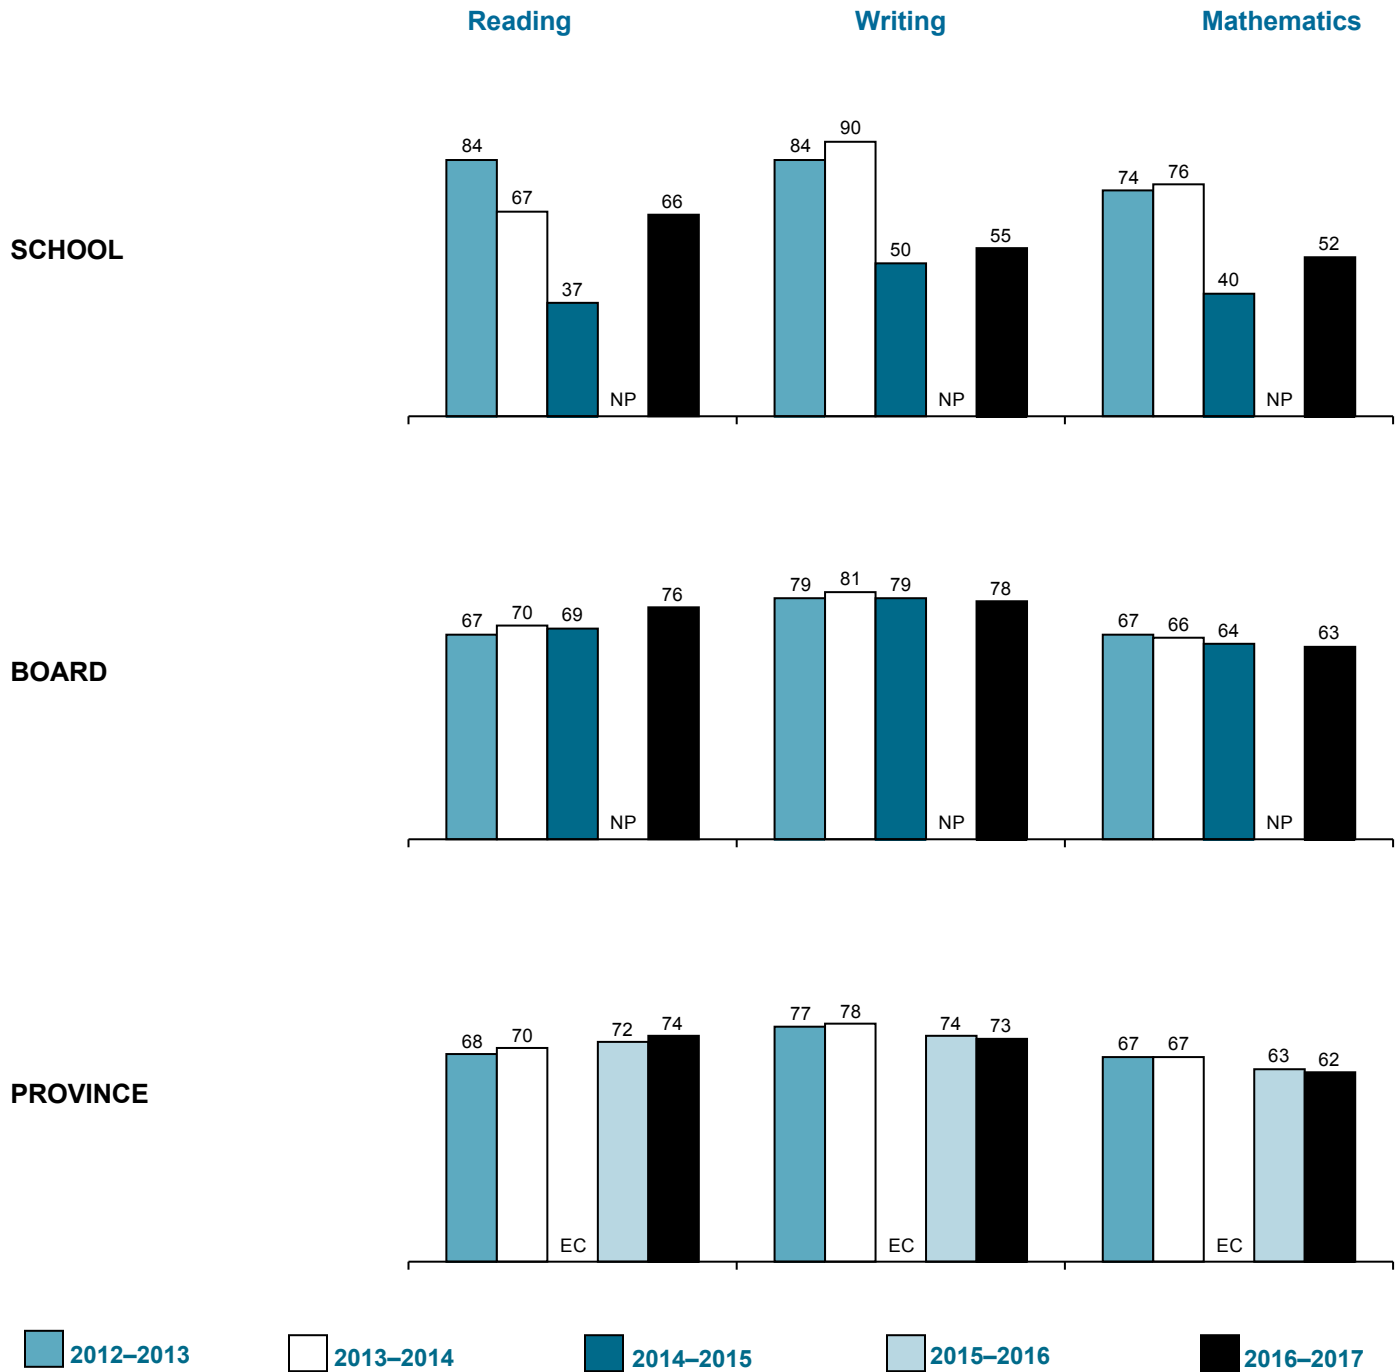 Reading Writing Mathematics
SCHOOL
84 67 37 NP 66 84 90 50 NP 55 74 76 40 NP 52
BOARD
67 70 69 NP 76 79 81 79 NP 78 67 66 64 NP 63
PROVINCE
68 70 EC 72 74 77 78 EC 74 73 67 67 EC 63 62
2012–2013 2013–2014 2014–2015 2015–2016 2016–2017